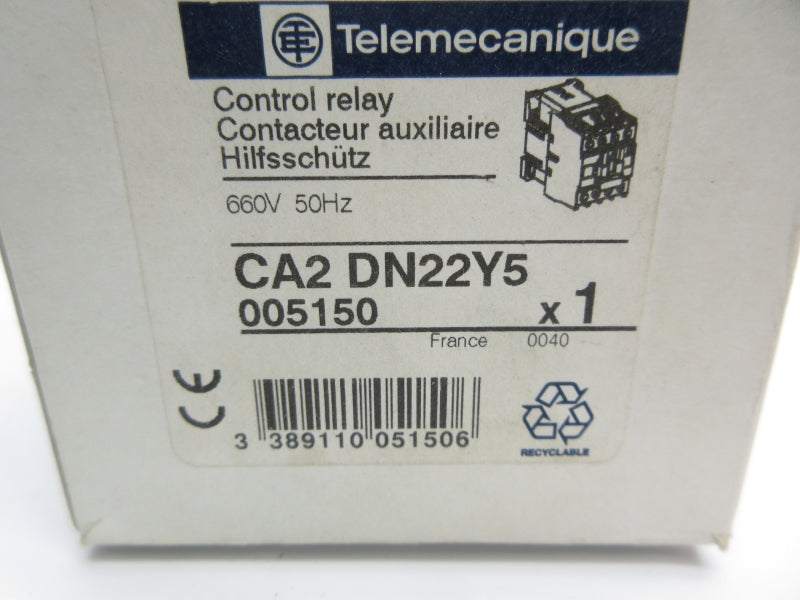 Telemecanique
Control relay
Contacteur auxiliaire
Hilfsschütz
660V 50Hz
CA2 DN22Y5
005150 x 1
France 0040
CE
3 389110 051506
RECYCLABLE